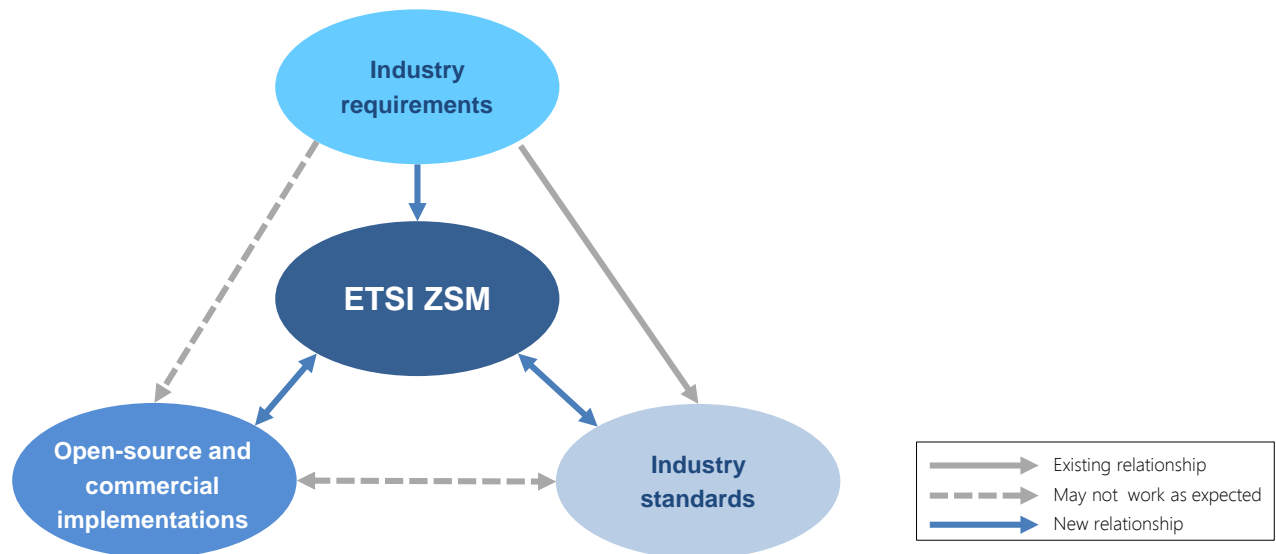 Industry
requirements
ETSI ZSM
Open-source and
commercial
implementations
Industry
standards
Existing relationship
May not  work as expected
New relationship